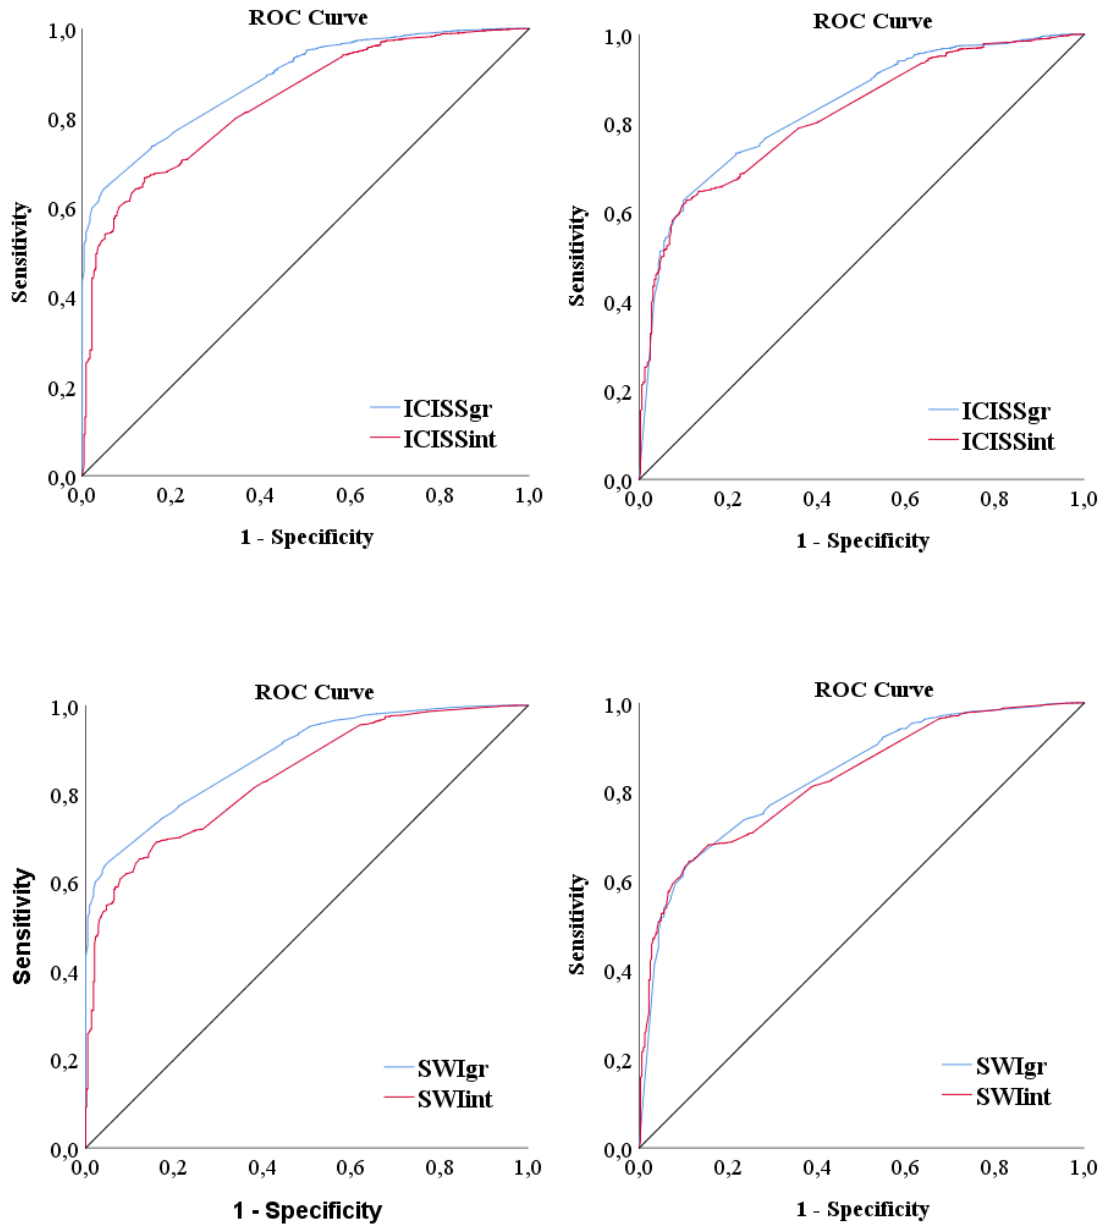 ROC Curve
1,0
0,8
0,6
0,4
0,2
0,0
Sensitivity
ICISSgr
ICISSint
0,0 0,2 0,4 0,6 0,8 1,0
1 - Specificity
ROC Curve
1,0
0,8
0,6
0,4
0,2
0,0
Sensitivity
ICISSgr
ICISSint
0,0 0,2 0,4 0,6 0,8 1,0
1 - Specificity
ROC Curve
1,0
0,8
0,6
0,4
0,2
0,0
Sensitivity
SWIgr
SWIint
0,0 0,2 0,4 0,6 0,8 1,0
1 - Specificity
ROC Curve
1,0
0,8
0,6
0,4
0,2
0,0
Sensitivity
SWIgr
SWIint
0,0 0,2 0,4 0,6 0,8 1,0
1 - Specificity